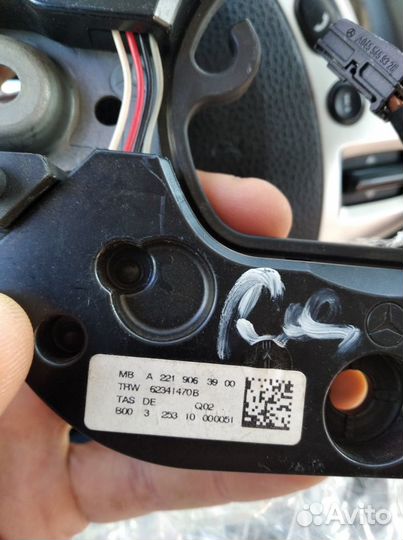 MB A 221 906 39 00
TRW 62341470B
TAS DE Q02
B00 3 253 10 000051
Avito